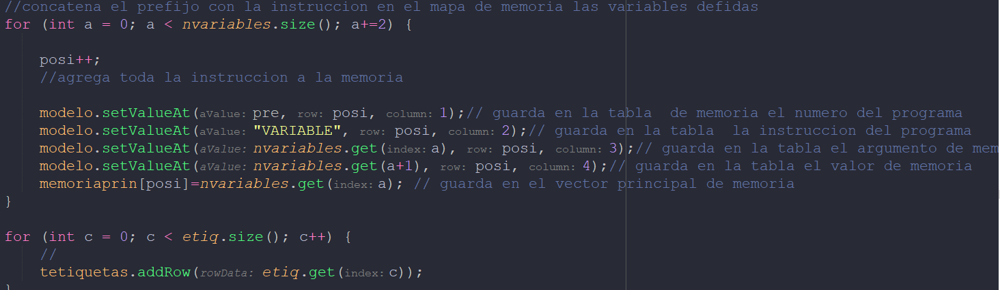 //concatena el prefijo con la instruccion en el mapa de memoria las variables defidas
for (int a = 0; a < nvariables.size(); a+=2) {
posi++;
//agrega toda la instruccion a la memoria
modelo.setValueAt(aValue: pre, row: posi, column: 1);// guarda en la tabla  de memoria el numero del programa
modelo.setValueAt(aValue: "VARIABLE", row: posi, column: 2);// guarda en la tabla  la instruccion del programa
modelo.setValueAt(aValue: nvariables.get(index: a), row: posi, column: 3);// guarda en la tabla el argumento de mem
modelo.setValueAt(aValue: nvariables.get(a+1), row: posi, column: 4);// guarda en la tabla el valor de memoria
memoriaprin[posi]=nvariables.get(index: a); // guarda en el vector principal de memoria
}
for (int c = 0; c < etiq.size(); c++) {
//
tetiquetas.addRow(rowData: etiq.get(index: c));
}